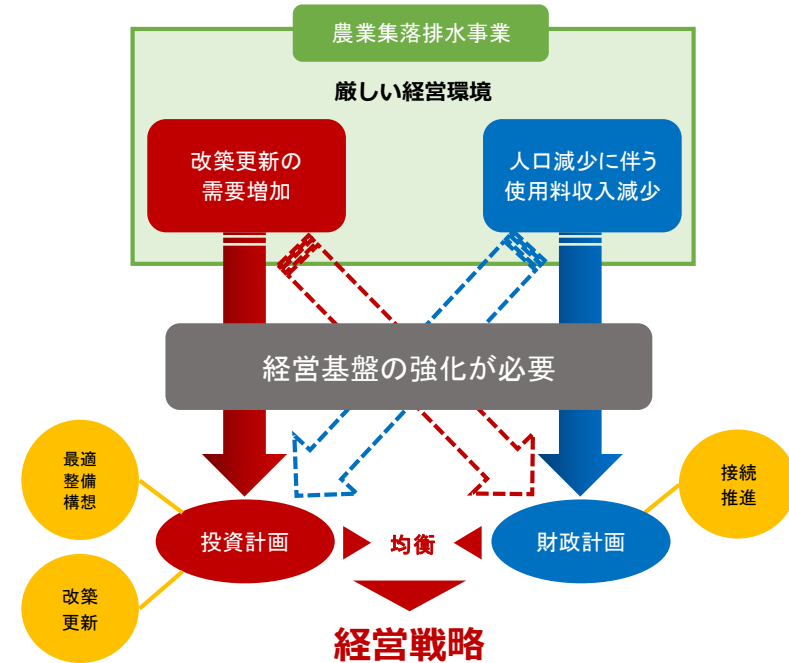 農業集落排水事業
厳しい経営環境
改築更新の
需要増加
人口減少に伴う
使用料収入減少
経営基盤の強化が必要
最適
整備
構想
接続
推進
投資計画
均衡
財政計画
改築
更新
経営戦略